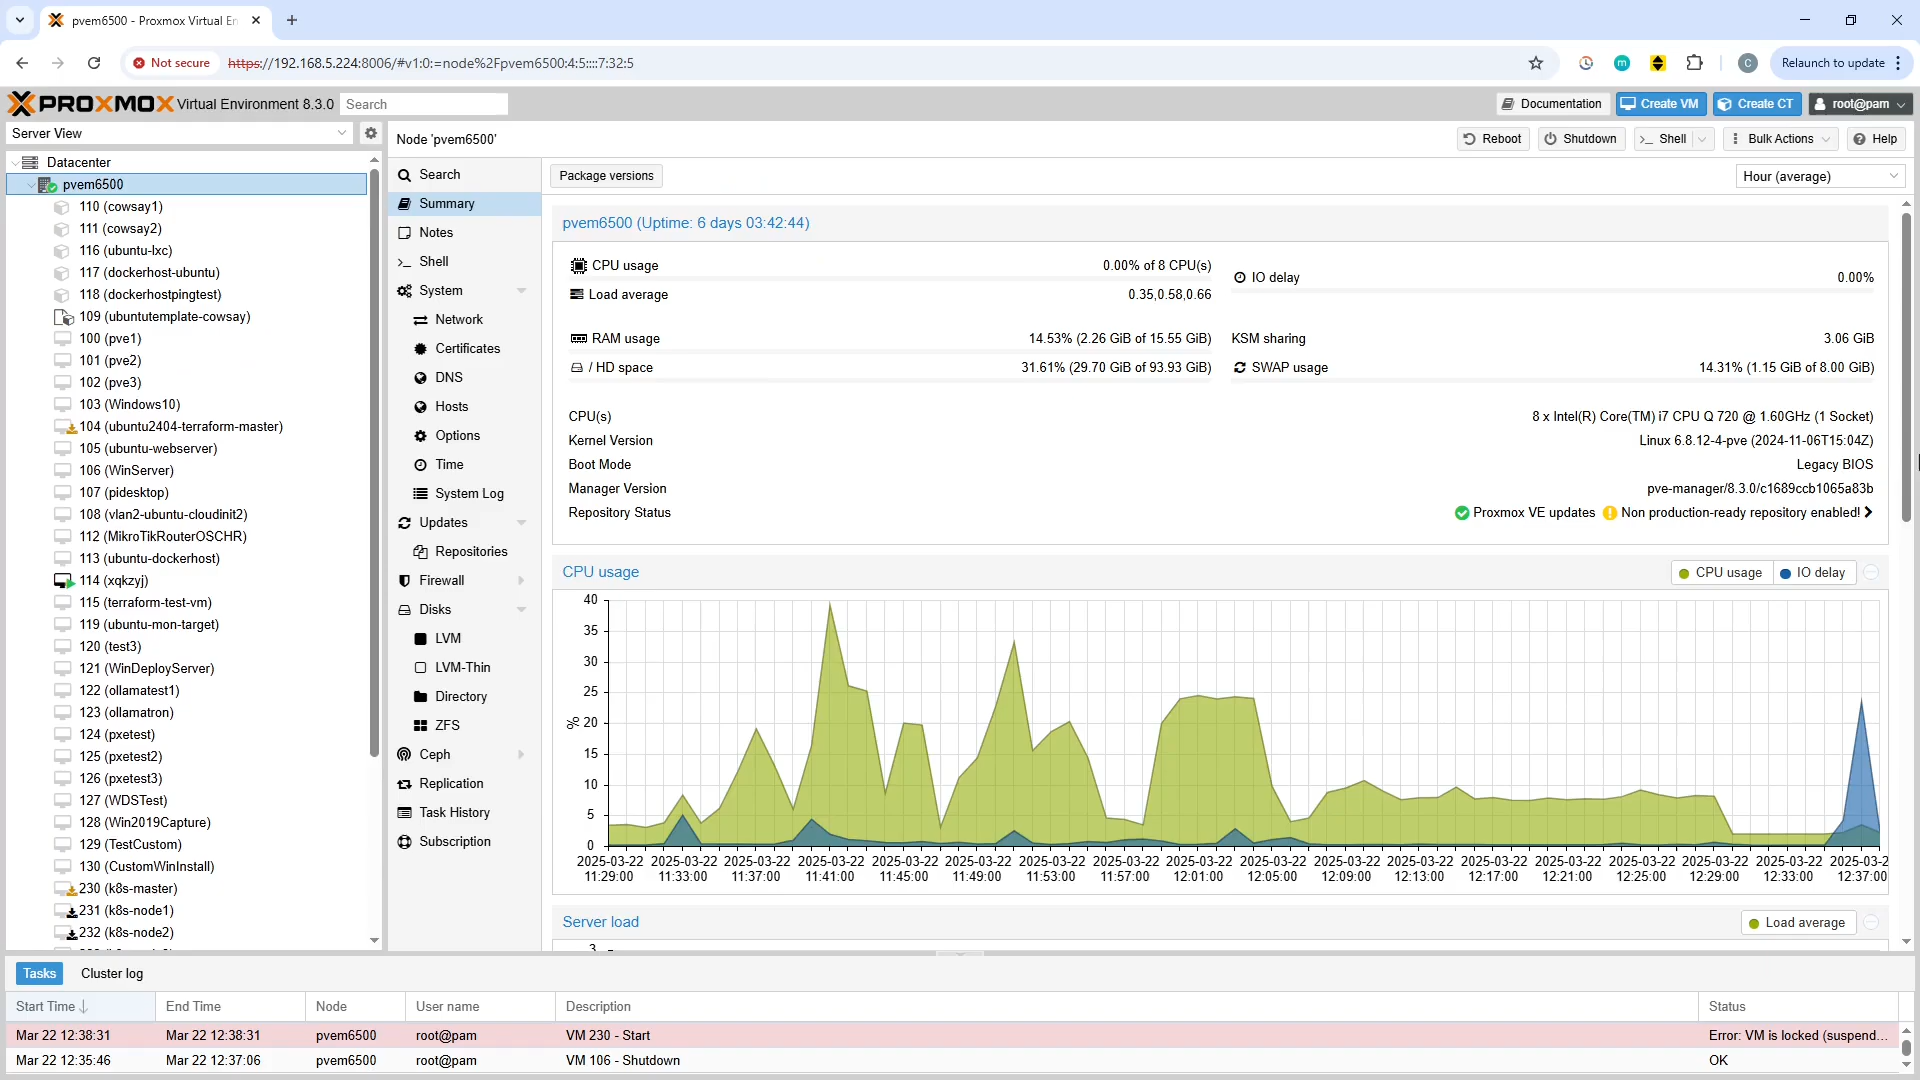 pvem6500 - Proxmox Virtual En
Not secure
https://192.168.5.224:8006/#v1:0:=node%2Fpvem6500:4:5::::7:32:5
m
C
Relaunch to update
PROXMOX Virtual Environment 8.3.0
Search
Documentation
Create VM
Create CT
root@pam
Server View
Node 'pvem6500'
Reboot
Shutdown
Shell
Bulk Actions
Help
Datacenter
pvem6500
110 (cowsay1)
111 (cowsay2)
116 (ubuntu-lxc)
117 (dockerhost-ubuntu)
118 (dockerhostpingtest)
109 (ubuntutemplate-cowsay)
100 (pve1)
101 (pve2)
102 (pve3)
103 (Windows10)
104 (ubuntu2404-terraform-master)
105 (ubuntu-webserver)
106 (WinServer)
107 (pidesktop)
108 (vlan2-ubuntu-cloudinit2)
112 (MikroTikRouterOSCHR)
113 (ubuntu-dockerhost)
114 (xqkzyj)
115 (terraform-test-vm)
119 (ubuntu-mon-target)
120 (test3)
121 (WinDeployServer)
122 (ollamatest1)
123 (ollamatron)
124 (pxetest)
125 (pxetest2)
126 (pxetest3)
127 (WDSTest)
128 (Win2019Capture)
129 (TestCustom)
130 (CustomWinInstall)
230 (k8s-master)
231 (k8s-node1)
232 (k8s-node2)
Search
Summary
Notes
Shell
System
Network
Certificates
DNS
Hosts
Options
Time
System Log
Updates
Repositories
Firewall
Disks
LVM
LVM-Thin
Directory
ZFS
Ceph
Replication
Task History
Subscription
Package versions
Hour (average)
pvem6500 (Uptime: 6 days 03:42:44)
CPU usage 0.00% of 8 CPU(s)
IO delay 0.00%
Load average 0.35,0.58,0.66
RAM usage 14.53% (2.26 GiB of 15.55 GiB)
KSM sharing 3.06 GiB
/ HD space 31.61% (29.70 GiB of 93.93 GiB)
SWAP usage 14.31% (1.15 GiB of 8.00 GiB)
CPU(s) 8 x Intel(R) Core(TM) i7 CPU Q 720 @ 1.60GHz (1 Socket)
Kernel Version Linux 6.8.12-4-pve (2024-11-06T15:04Z)
Boot Mode Legacy BIOS
Manager Version pve-manager/8.3.0/c1689ccb1065a83b
Repository Status Proxmox VE updates Non production-ready repository enabled!
CPU usage
CPU usage
IO delay
40
35
30
25
20
15
10
5
0
%
2025-03-22 2025-03-22 2025-03-22 2025-03-22 2025-03-22 2025-03-22 2025-03-22 2025-03-22 2025-03-22 2025-03-22 2025-03-22 2025-03-22 2025-03-22 2025-03-22 2025-03-22 2025-03-22 2025-03-22 2025-03-2
11:29:00 11:33:00 11:37:00 11:41:00 11:45:00 11:49:00 11:53:00 11:57:00 12:01:00 12:05:00 12:09:00 12:13:00 12:17:00 12:21:00 12:25:00 12:29:00 12:33:00 12:37:00
Server load
Load average
3
Tasks
Cluster log
Start Time End Time Node User name Description Status
Mar 22 12:38:31 Mar 22 12:38:31 pvem6500 root@pam VM 230 - Start Error: VM is locked (suspend...
Mar 22 12:35:46 Mar 22 12:37:06 pvem6500 root@pam VM 106 - Shutdown OK